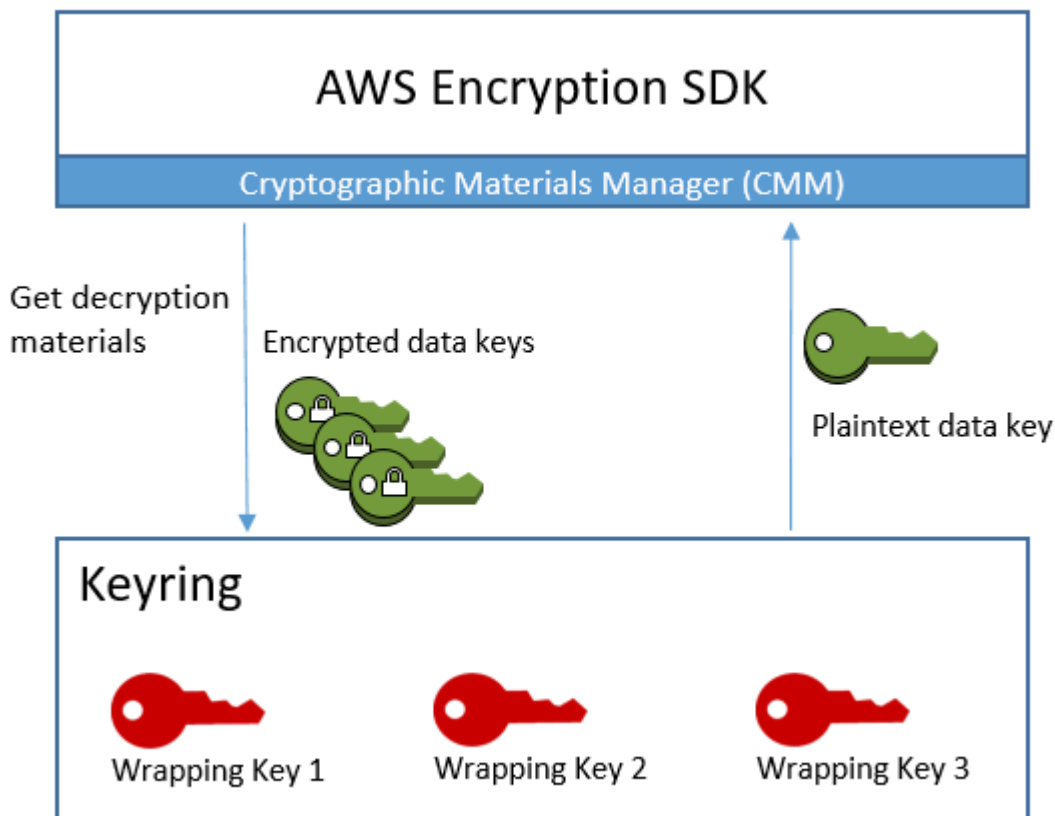 AWS Encryption SDK
Cryptographic Materials Manager (CMM)
Get decryption
materials
Encrypted data keys
Plaintext data key
Keyring
Wrapping Key 1
Wrapping Key 2
Wrapping Key 3